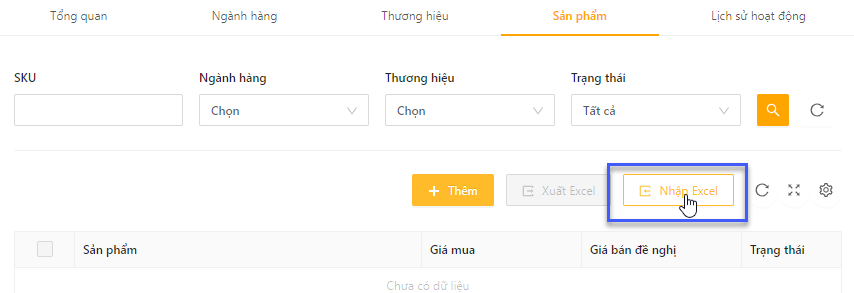 Tổng quan Ngành hàng Thương hiệu Sản phẩm Lịch sử hoạt động
SKU Ngành hàng Thương hiệu Trạng thái
Chọn Chọn Tất cả
Thêm Xuất Excel Nhập Excel
Sản phẩm Giá mua Giá bán đề nghị Trạng thái
Chưa có dữ liệu